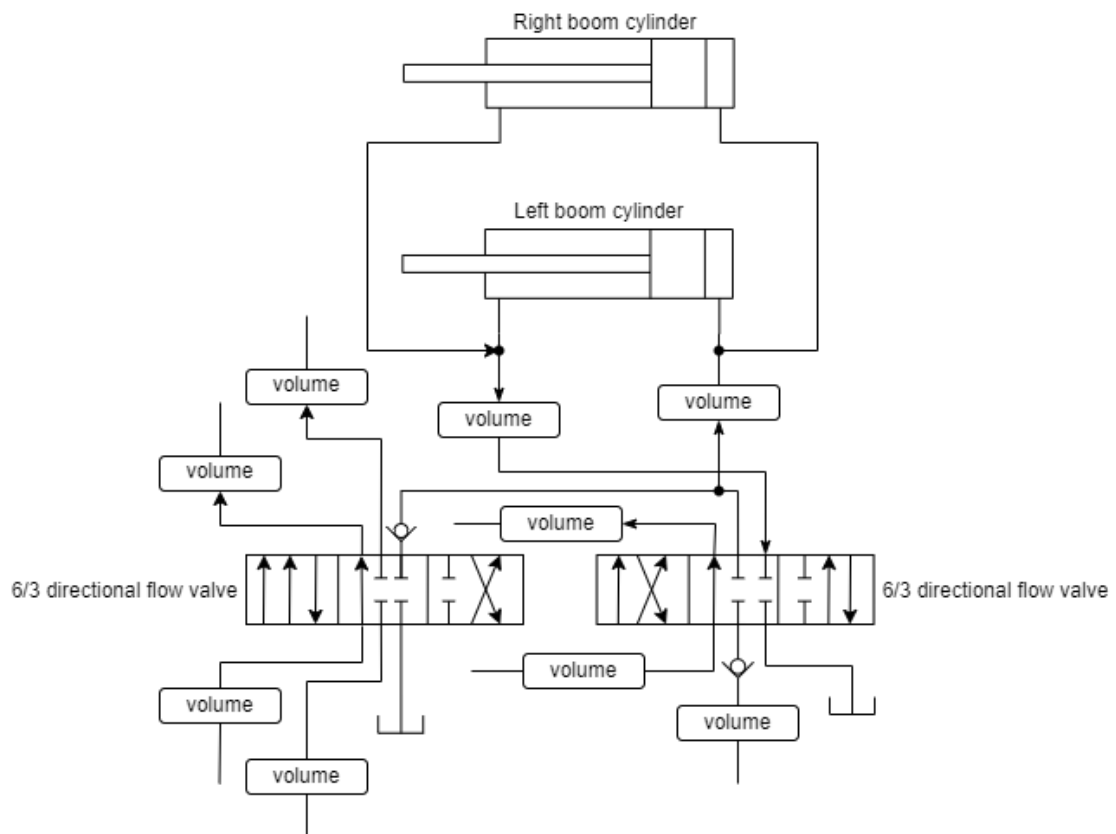 Right boom cylinder
Left boom cylinder
volume
volume
volume
volume
volume
6/3 directional flow valve
6/3 directional flow valve
volume
volume
volume
volume